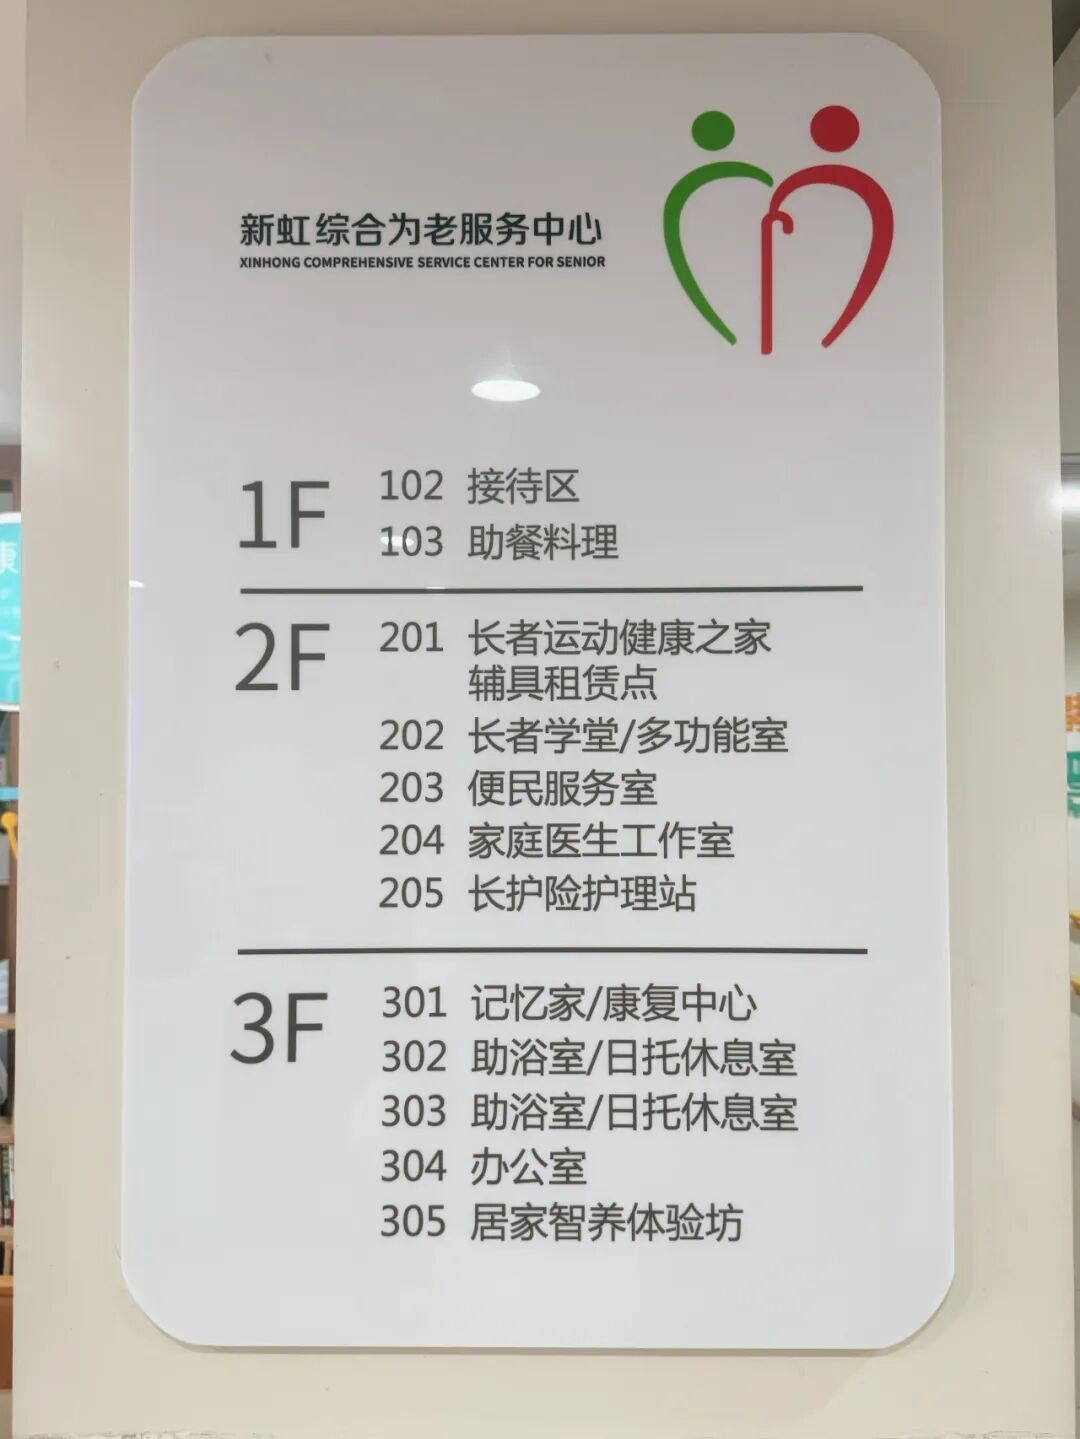 新虹综合为老服务中心
XINHONG COMPREHENSIVE SERVICE CENTER FOR SENIOR
1F
102 接待区
103 助餐料理
2F
201 长者运动健康之家
辅具租赁点
202 长者学堂/多功能室
203 便民服务室
204 家庭医生工作室
205 长护险护理站
3F
301 记忆家/康复中心
302 助浴室/日托休息室
303 助浴室/日托休息室
304 办公室
305 居家智养体验坊
康